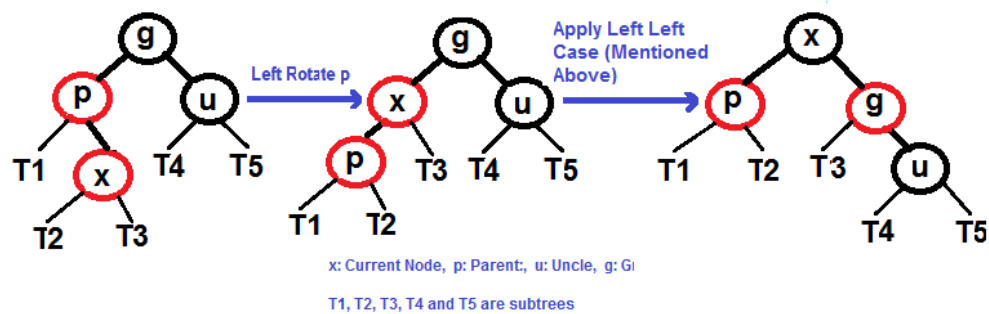 g
p
u
T1
x
T4
T5
T2
T3
Left Rotate p
g
x
u
p
T3
T4
T5
T1
T2
Apply Left Left
Case (Mentioned
Above)
x
p
g
T1
T2
T3
u
T4
T5
x: Current Node, p: Parent:, u: Uncle, g: Gr
T1, T2, T3, T4 and T5 are subtrees